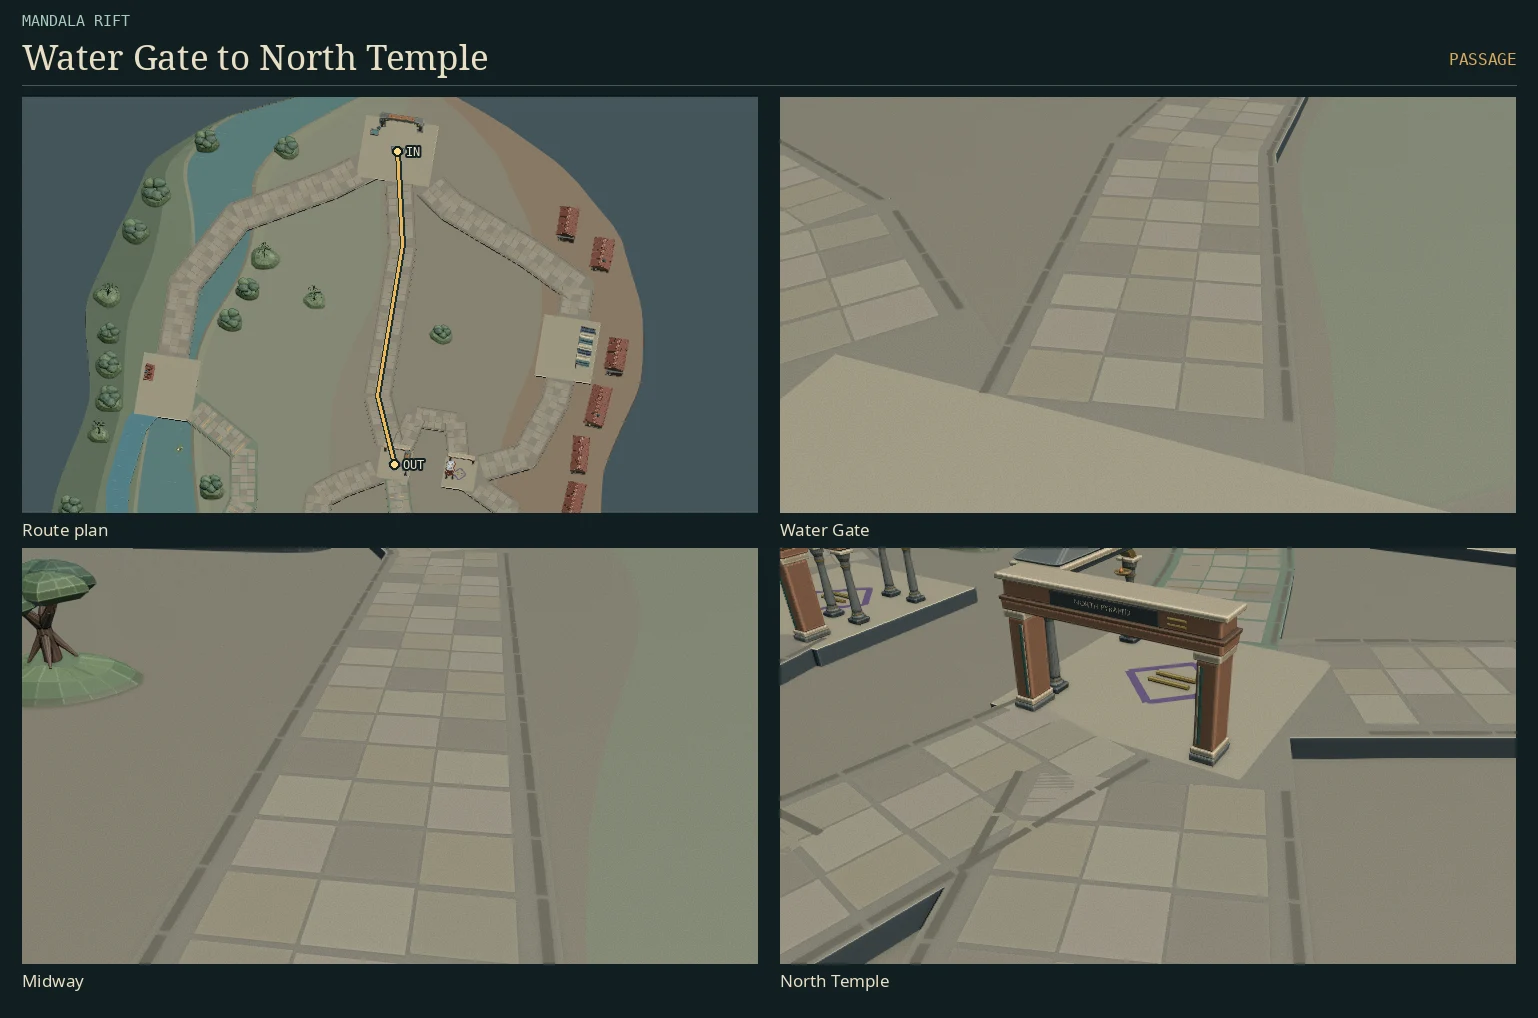 MANDALA RIFT
Water Gate to North Temple
PASSAGE
IN
OUT
Route plan
Water Gate
Midway
North Temple